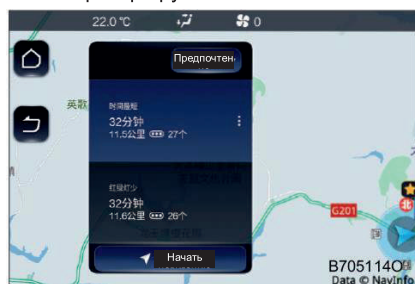 22.0 ℃ 0
Предпочтен
英歌
时间最短
32分钟
11.5公里 27个
红绿灯少
32分钟
11.6公里 26个
G201
Начать
B705114O
Data © NavInfo